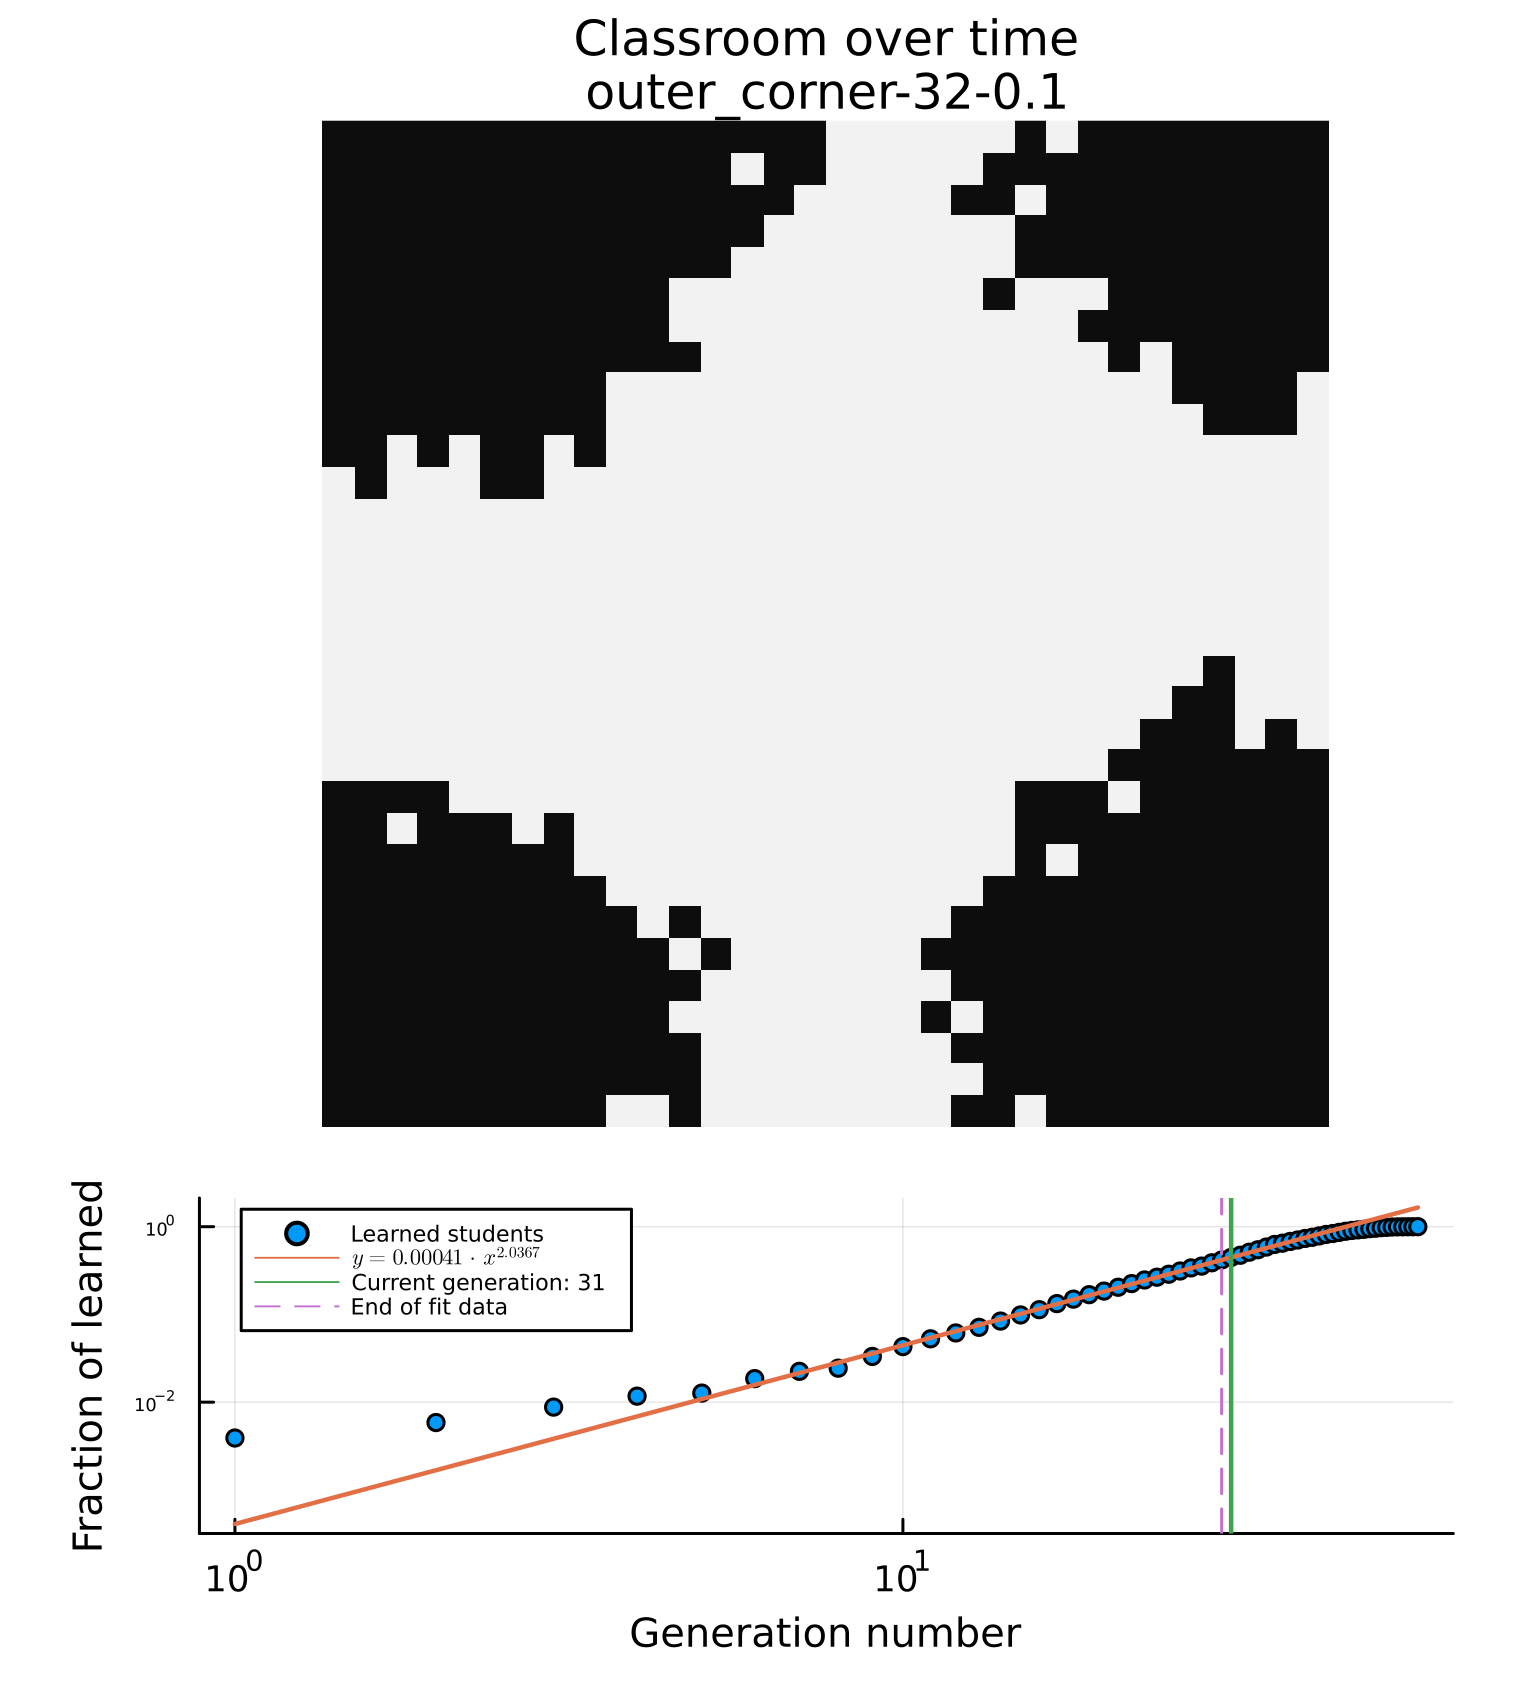 Classroom over time
outer_corner-32-0.1
Fraction of learned
10^0
10^−2
Learned students
y = 0.00041 · x^2.0367
Current generation: 31
End of fit data
10^0
10^1
Generation number